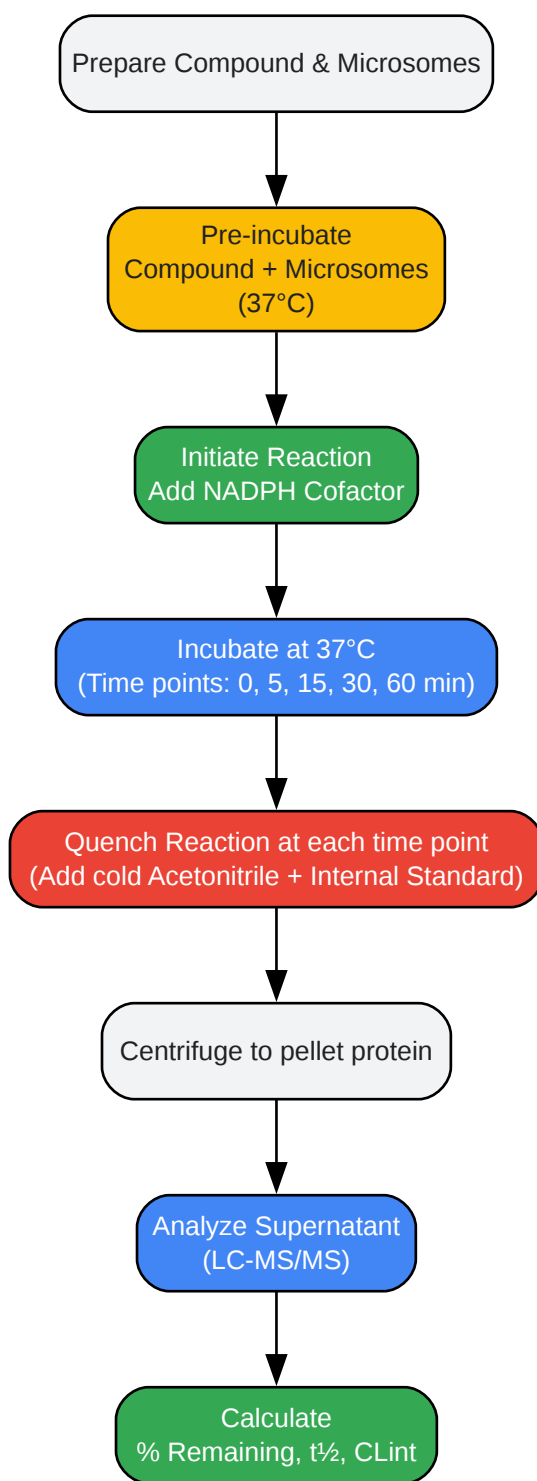 Prepare Compound & Microsomes
Pre-incubate
Compound + Microsomes
(37°C)
Initiate Reaction
Add NADPH Cofactor
Incubate at 37°C
(Time points: 0, 5, 15, 30, 60 min)
Quench Reaction at each time point
(Add cold Acetonitrile + Internal Standard)
Centrifuge to pellet protein
Analyze Supernatant
(LC-MS/MS)
Calculate
% Remaining, t½, CLint